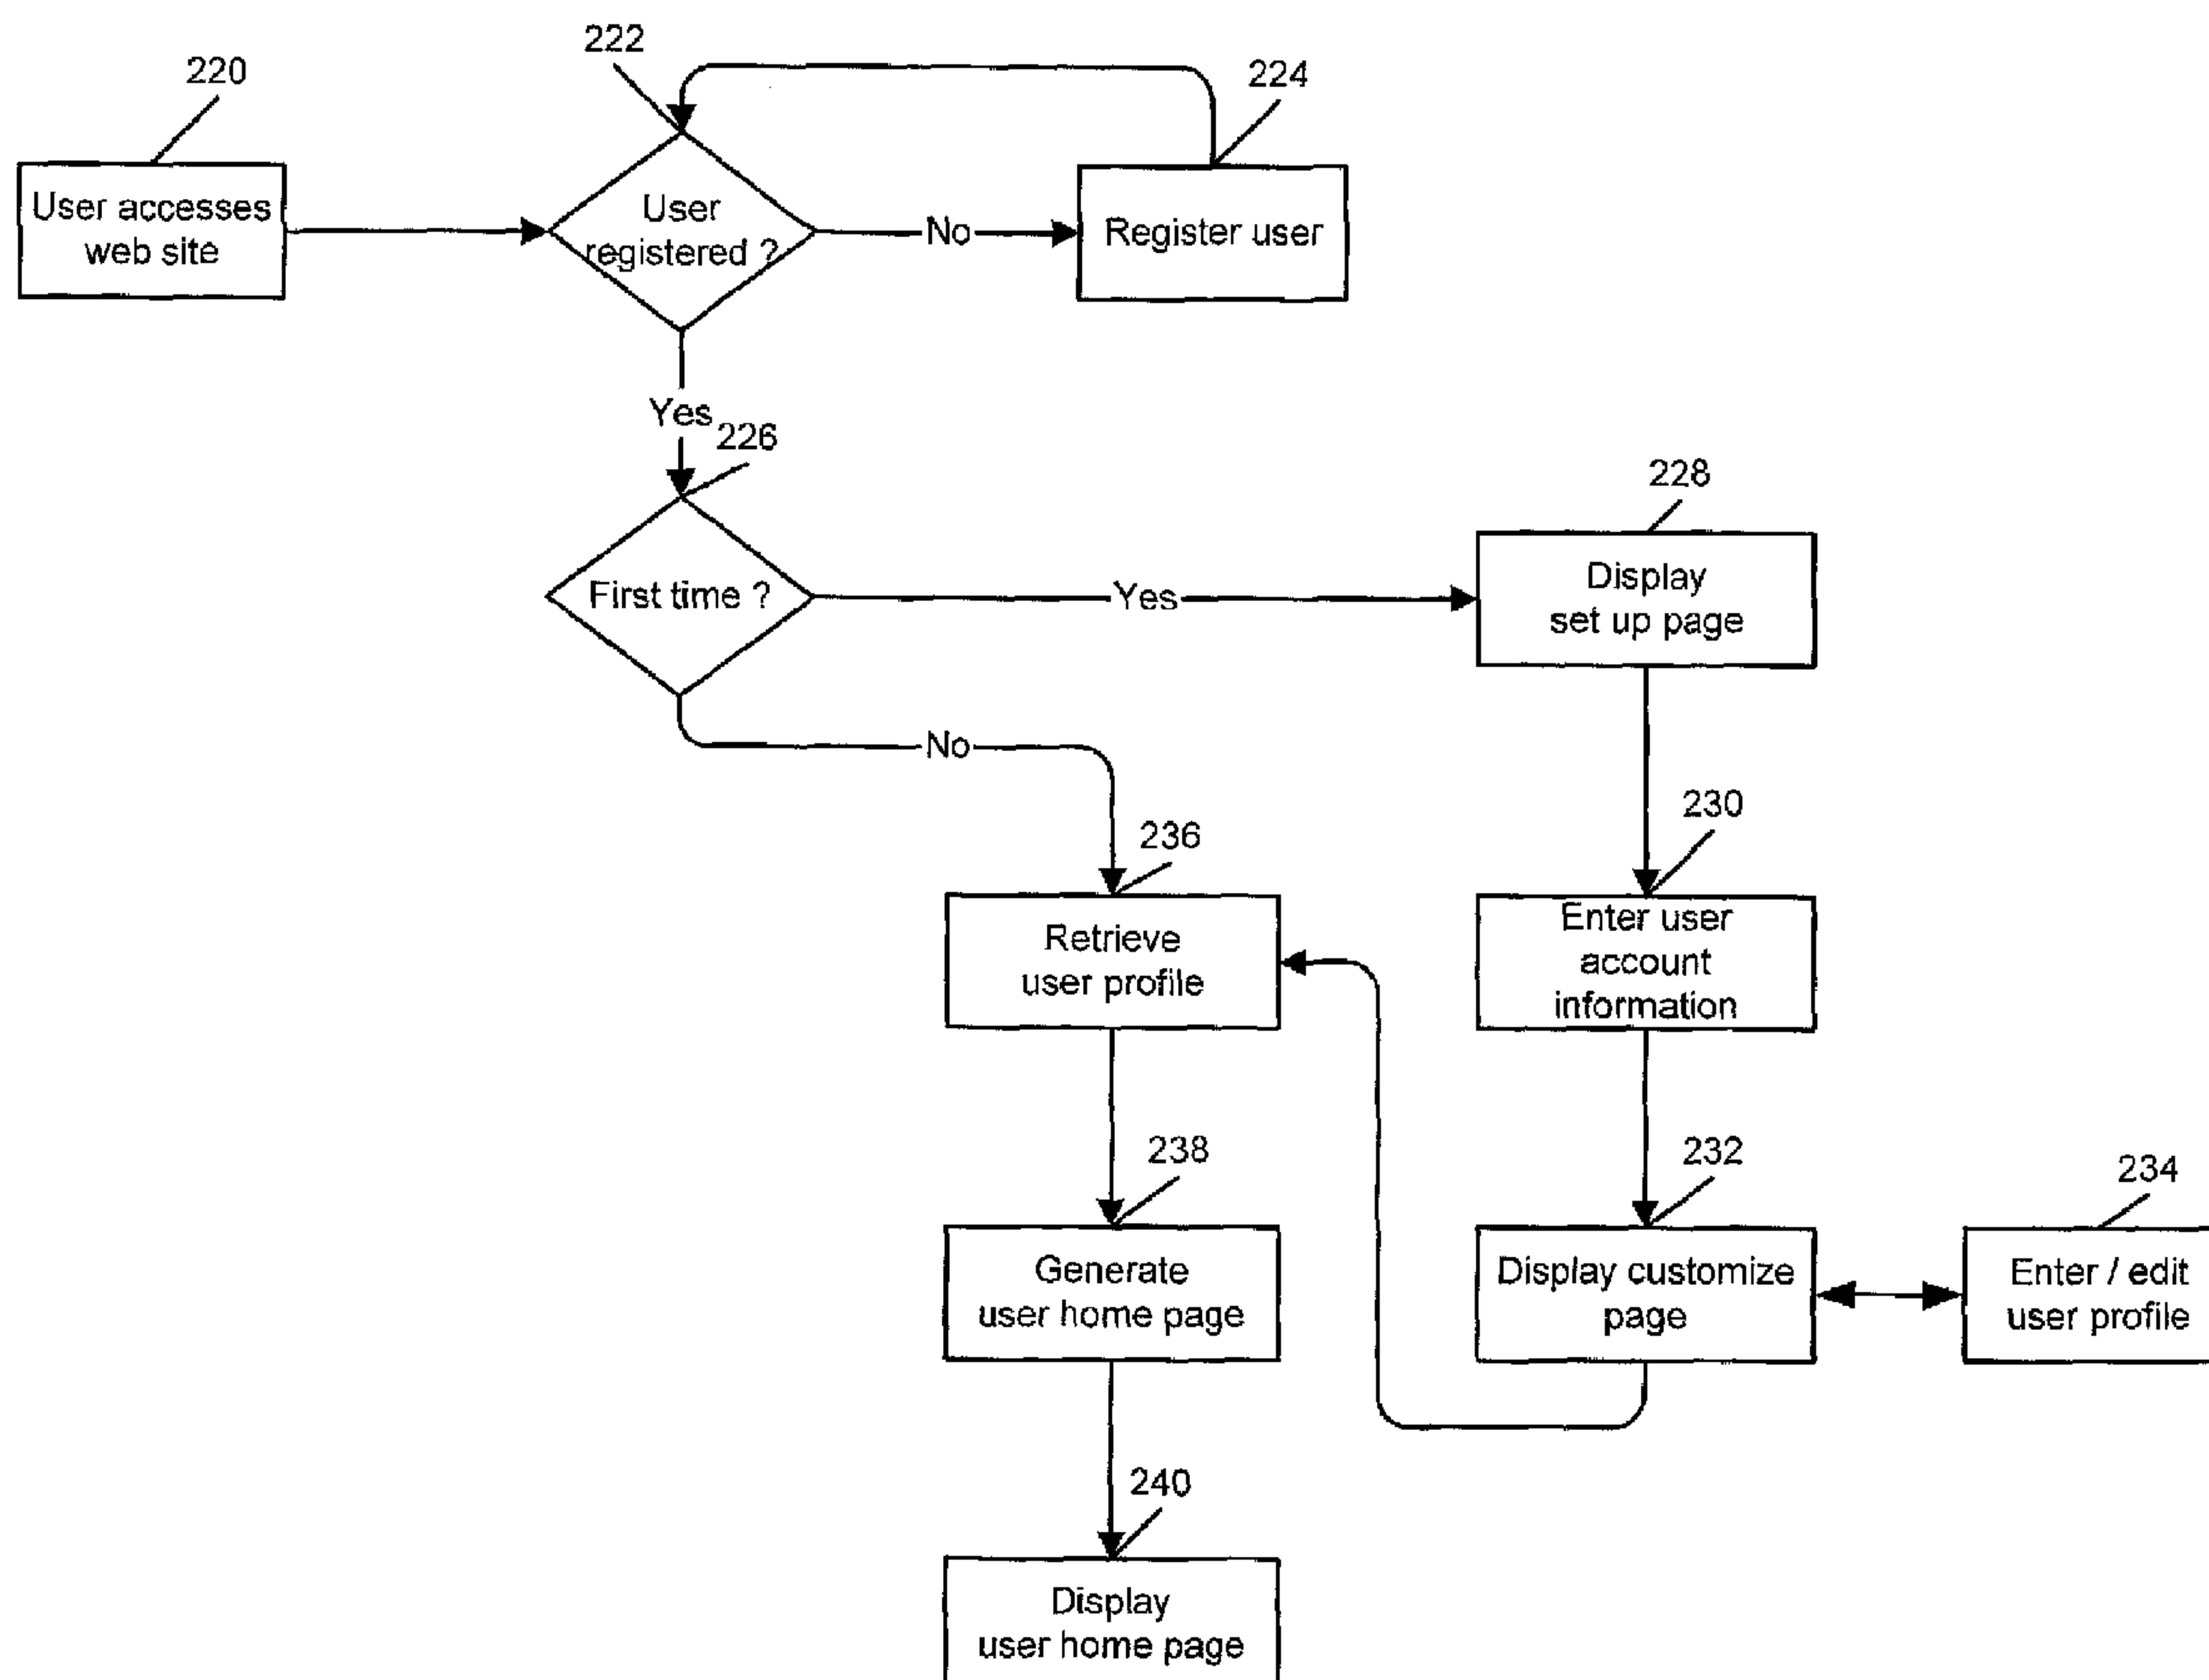 222
220
224
User accesses
web site
User
registered ?
No
Register user
Yes
226
228
First time ?
Yes
Display
set up page
No
230
236
Retrieve
user profile
Enter user
account
information
238
232
234
Generate
user home page
Display customize
page
Enter / edit
user profile
240
Display
user home page